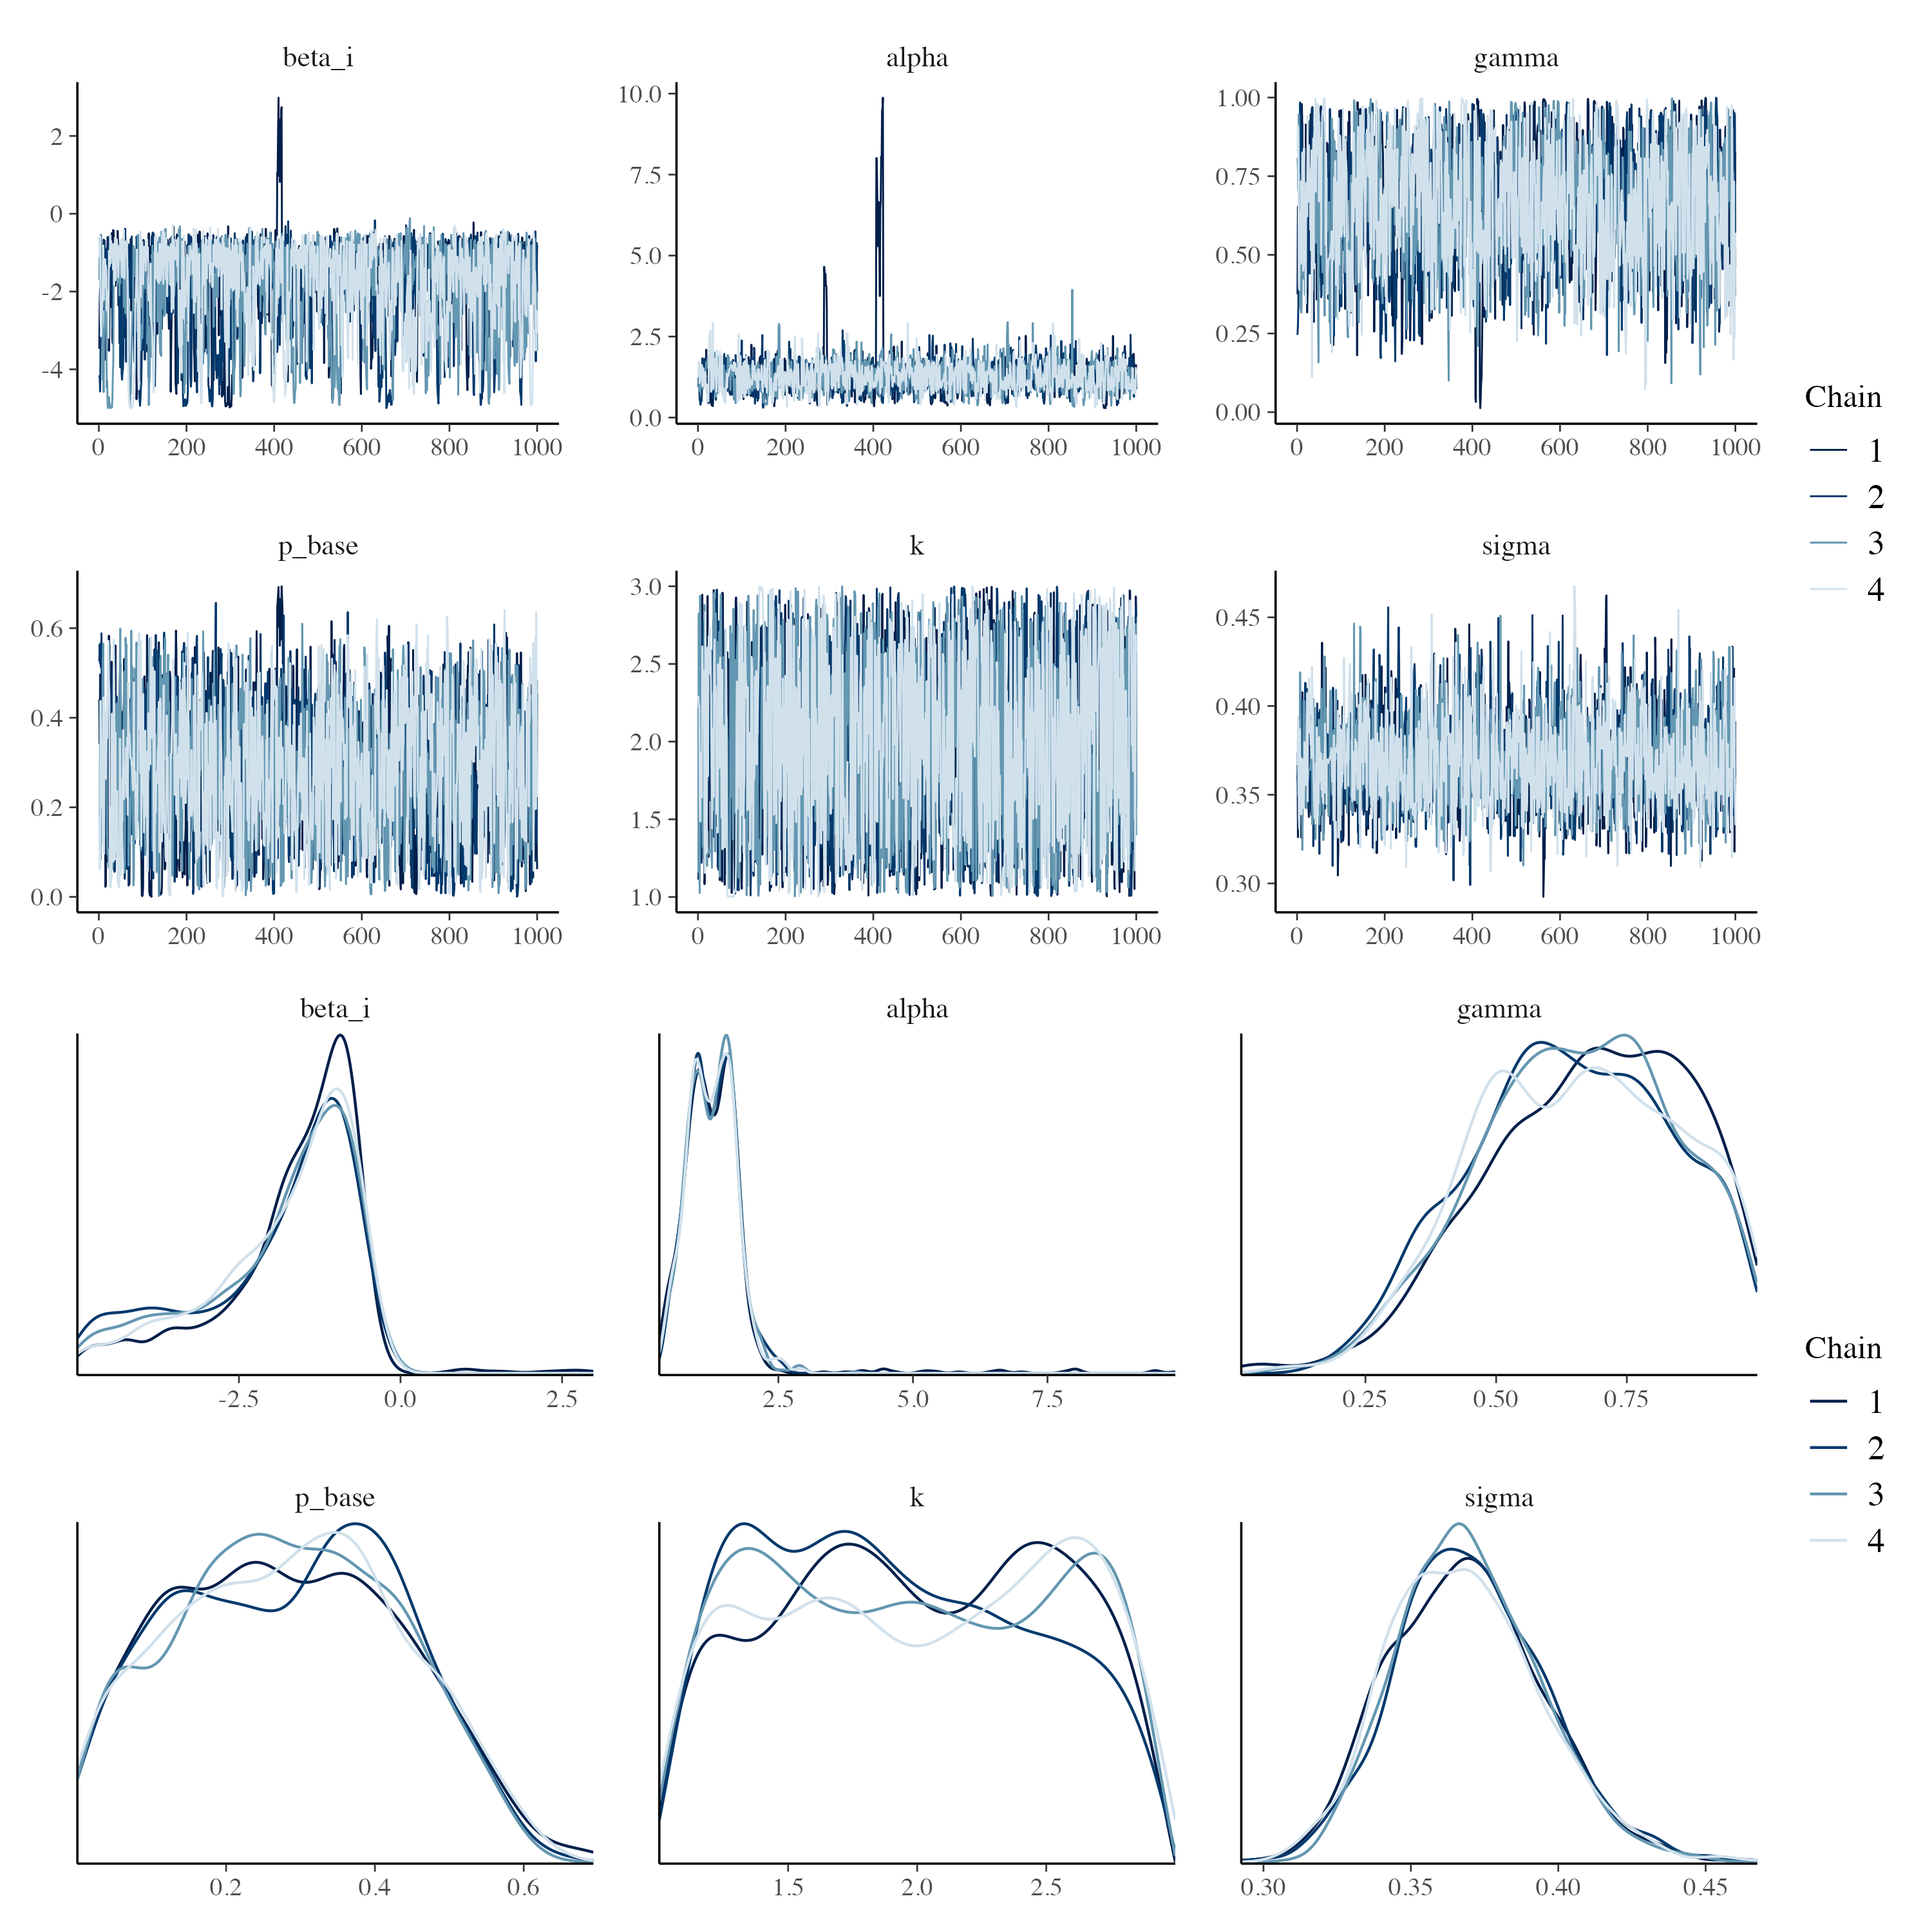 beta_i alpha gamma
2 0 -2 -4
0 200 400 600 800 1000
10.0 7.5 5.0 2.5 0.0
0 200 400 600 800 1000
1.00 0.75 0.50 0.25 0.00
0 200 400 600 800 1000
p_base k sigma
0.6 0.4 0.2 0.0
0 200 400 600 800 1000
3.0 2.5 2.0 1.5 1.0
0 200 400 600 800 1000
0.45 0.40 0.35 0.30
0 200 400 600 800 1000
Chain
1
2
3
4
beta_i alpha gamma
-2.5 0.0 2.5
2.5 5.0 7.5
0.25 0.50 0.75
p_base k sigma
0.2 0.4 0.6
1.5 2.0 2.5
0.30 0.35 0.40 0.45
Chain
1
2
3
4